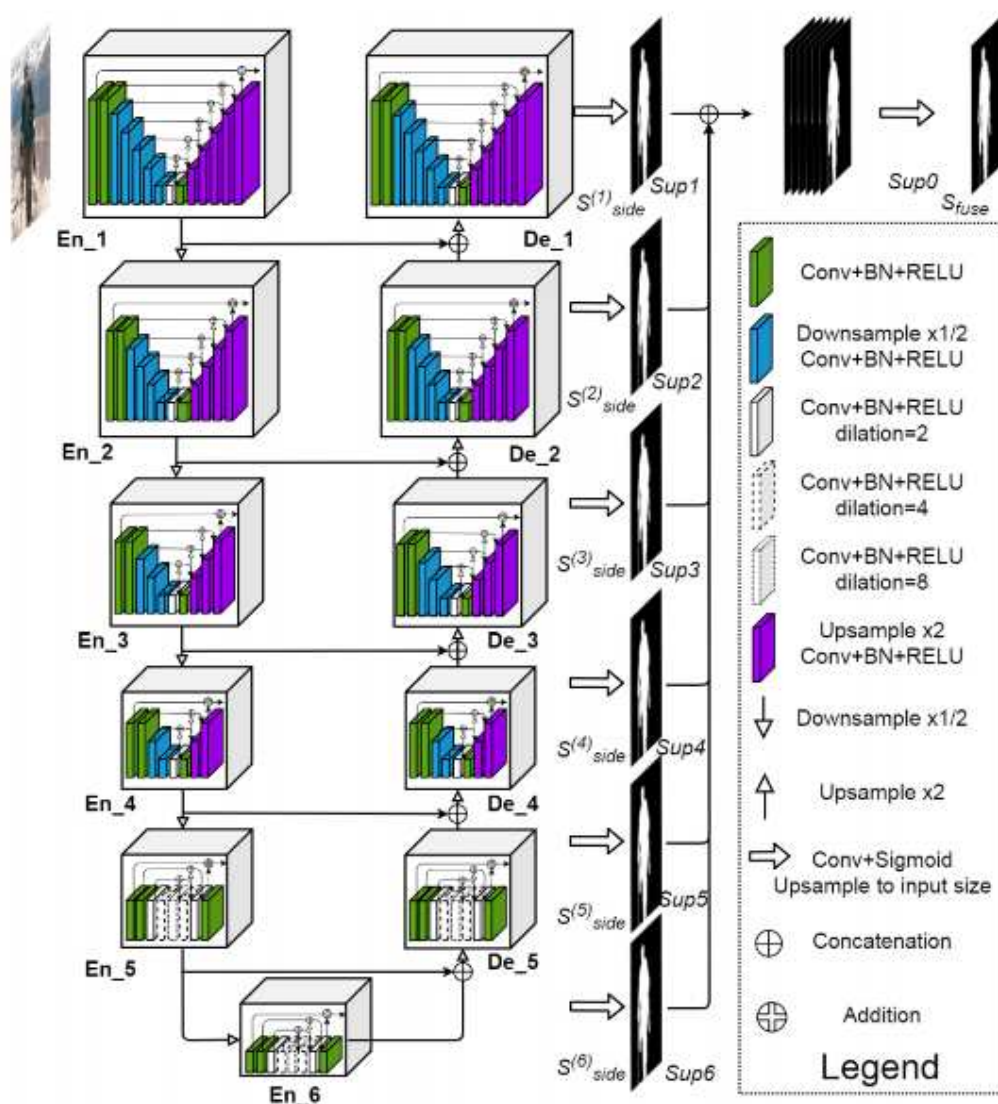 En_1
De_1
S(1)side
Sup1
Sup0
Sfuse
En_2
De_2
S(2)side
Sup2
En_3
De_3
S(3)side
Sup3
En_4
De_4
S(4)side
Sup4
En_5
De_5
S(5)side
Sup5
En_6
S(6)side
Sup6
Conv+BN+RELU
Downsample x1/2
Conv+BN+RELU
Conv+BN+RELU
dilation=2
Conv+BN+RELU
dilation=4
Conv+BN+RELU
dilation=8
Upsample x2
Conv+BN+RELU
Downsample x1/2
Upsample x2
Conv+Sigmoid
Upsample to input size
Concatenation
Addition
Legend